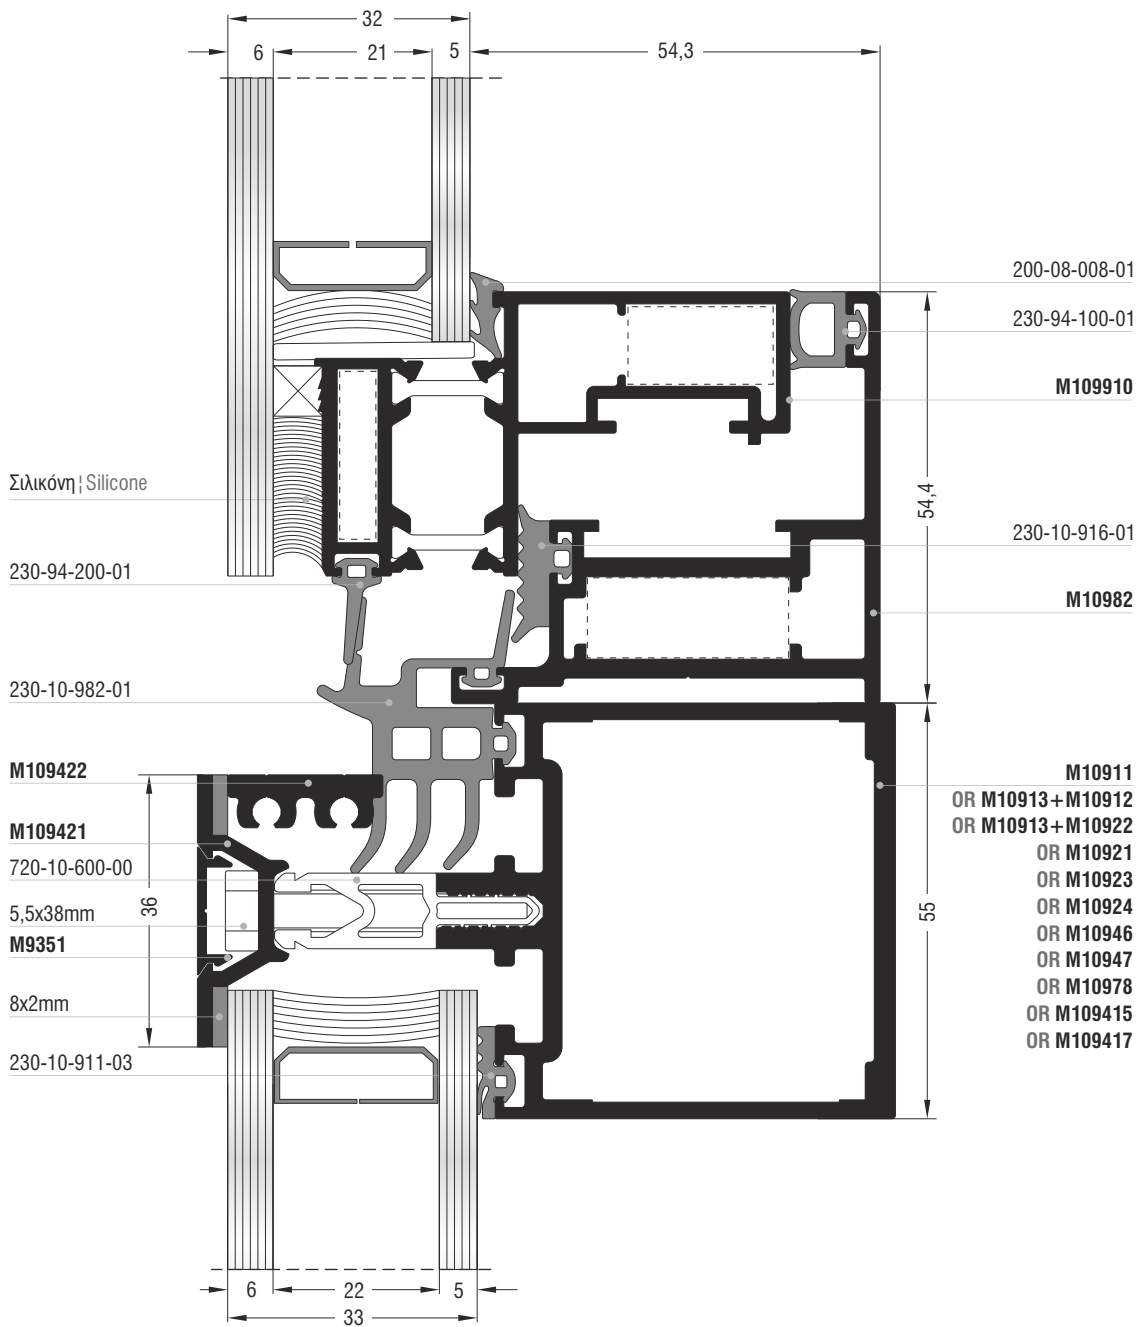 32
6
21
5
54,3
200-08-008-01
230-94-100-01
M109910
Σιλικόνη ¦ Silicone
54,4
230-10-916-01
230-94-200-01
M10982
230-10-982-01
M109422
M10911
OR M10913+M10912
M109421
OR M10913+M10922
OR M10921
720-10-600-00
OR M10923
36
55
5,5x38mm
OR M10924
OR M10946
M9351
OR M10947
OR M10978
8x2mm
OR M109415
OR M109417
230-10-911-03
6
22
5
33